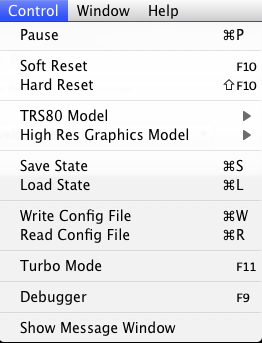 Control Window Help
Pause ⌘P
Soft Reset F10
Hard Reset ⇧F10
TRS80 Model ▶
High Res Graphics Model ▶
Save State ⌘S
Load State ⌘L
Write Config File ⌘W
Read Config File ⌘R
Turbo Mode F11
Debugger F9
Show Message Window